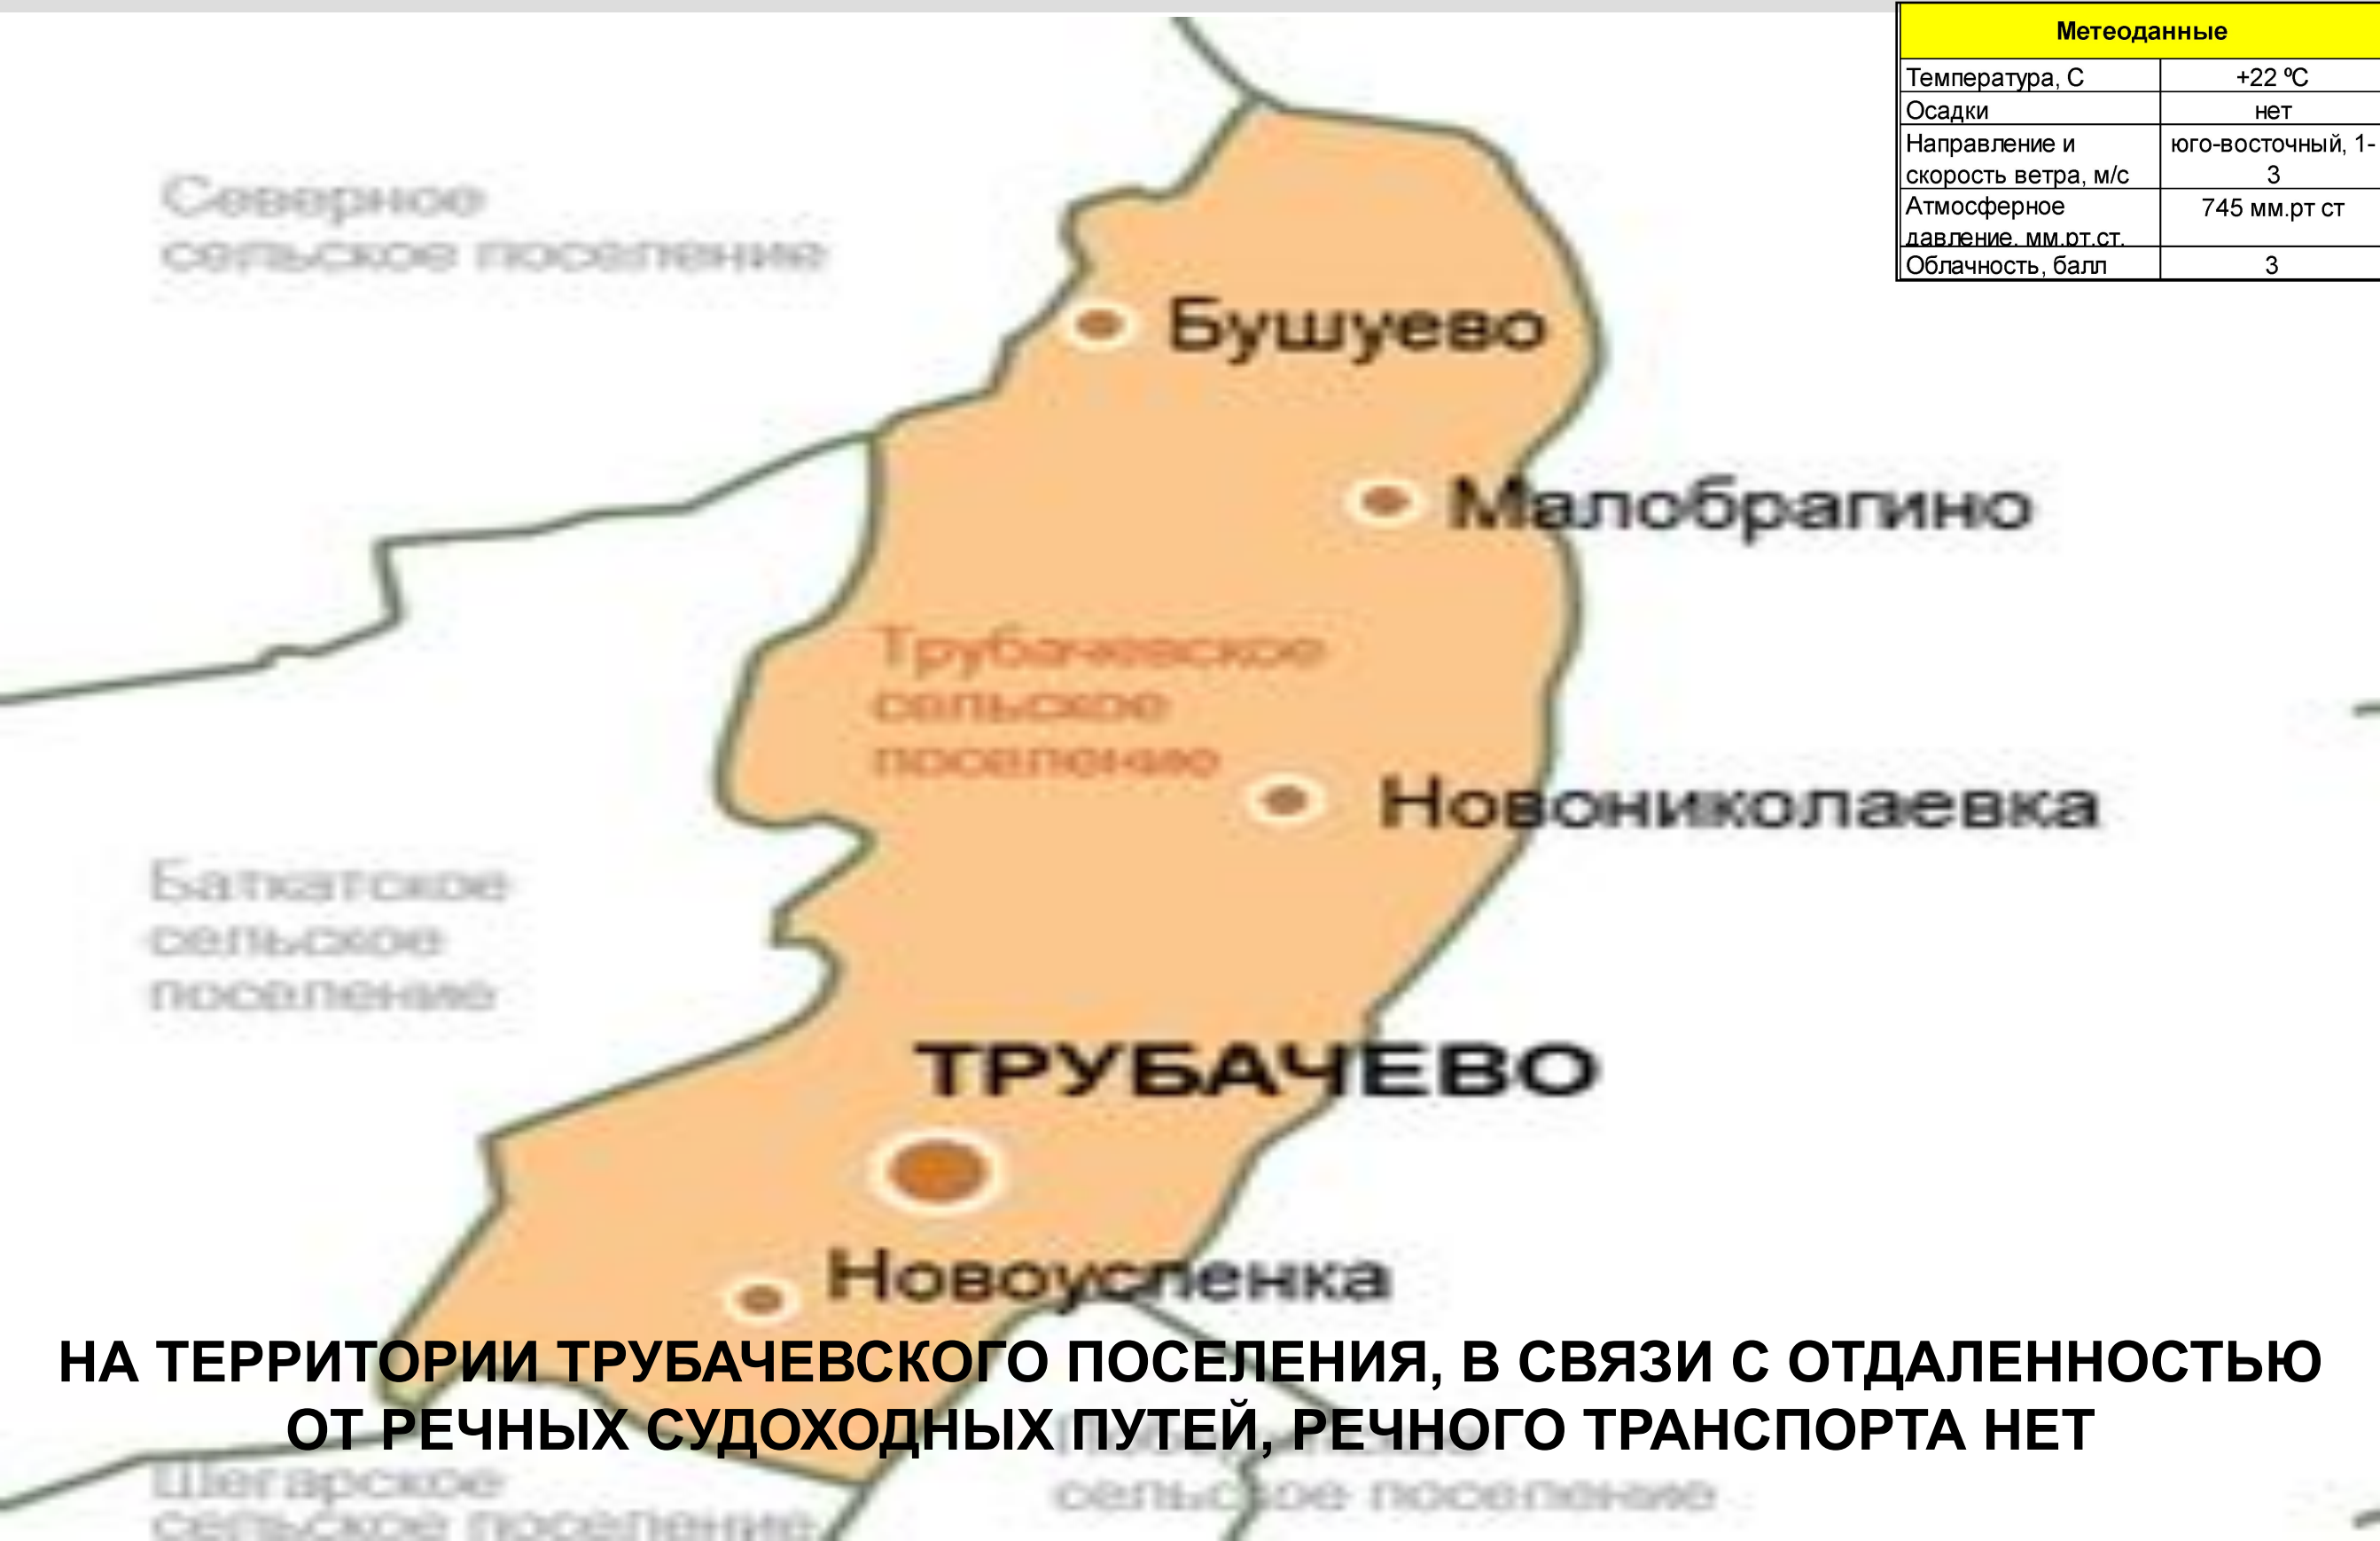 Метеоданные
Температура, С +22 ºС
Осадки нет
Направление и скорость ветра, м/с юго-восточный, 1-3
Атмосферное давление, мм.рт.ст. 745 мм.рт ст
Облачность, балл 3
Северное
сельское поселение
Бушуево
Малобрагино
Трубачевское
сельское
поселение
Новониколаевка
Баткатское
сельское
поселение
ТРУБАЧЕВО
Новоуспенка
НА ТЕРРИТОРИИ ТРУБАЧЕВСКОГО ПОСЕЛЕНИЯ, В СВЯЗИ С ОТДАЛЕННОСТЬЮ
ОТ РЕЧНЫХ СУДОХОДНЫХ ПУТЕЙ, РЕЧНОГО ТРАНСПОРТА НЕТ
Шегарское
сельское поселение
сельское поселение